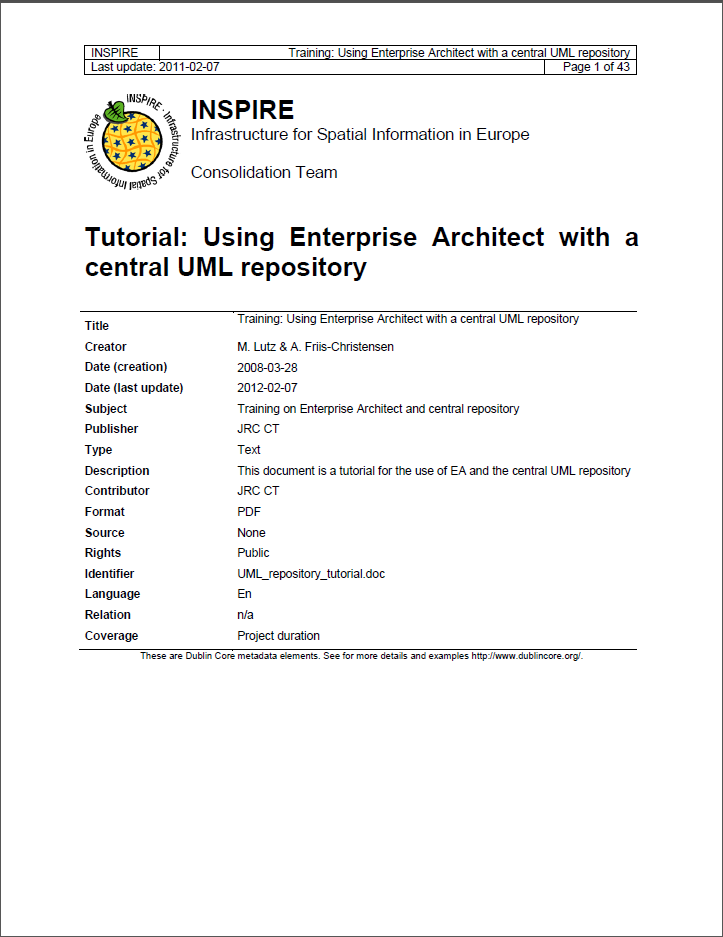 INSPIRE Training: Using Enterprise Architect with a central UML repository
Last update: 2011-02-07 Page 1 of 43
INSPIRE · Infrastructure for Spatial Information in Europe
INSPIRE
Infrastructure for Spatial Information in Europe
Consolidation Team
Tutorial: Using Enterprise Architect with a
central UML repository
Title Training: Using Enterprise Architect with a central UML repository
Creator M. Lutz & A. Friis-Christensen
Date (creation) 2008-03-28
Date (last update) 2012-02-07
Subject Training on Enterprise Architect and central repository
Publisher JRC CT
Type Text
Description This document is a tutorial for the use of EA and the central UML repository
Contributor JRC CT
Format PDF
Source None
Rights Public
Identifier UML_repository_tutorial.doc
Language En
Relation n/a
Coverage Project duration
These are Dublin Core metadata elements. See for more details and examples http://www.dublincore.org/.